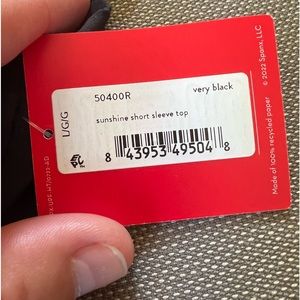 50400R very black
sunshine short sleeve top
8 43953 49504 8
L/G/G
© 2022 Spanx, LLC
Made of 100% recycled paper